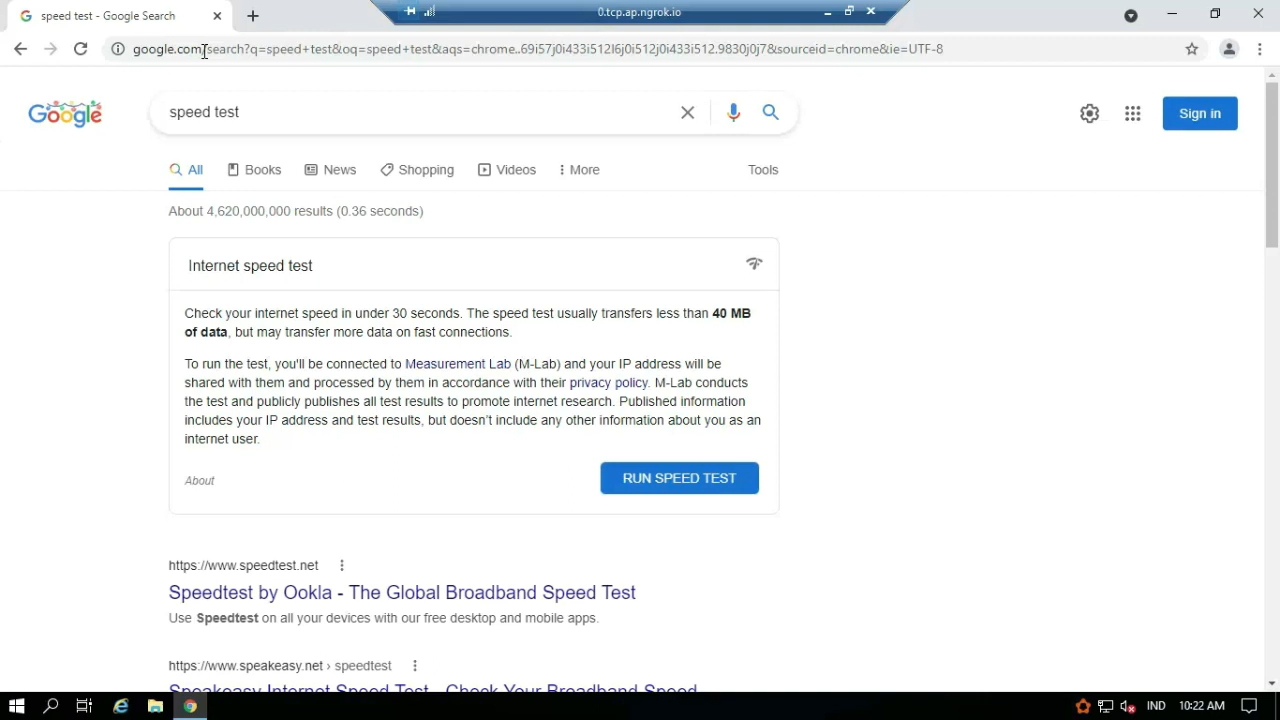 speed test - Google Search
0.tcp.ap.ngrok.io
google.com/search?q=speed+test&oq=speed+test&aqs=chrome..69i57j0i433i512l6j0i512j0i433i512.9830j0j7&sourceid=chrome&ie=UTF-8
Google
speed test
Sign in
All Books News Shopping Videos More Tools
About 4,620,000,000 results (0.36 seconds)
Internet speed test
Check your internet speed in under 30 seconds. The speed test usually transfers less than 40 MB
of data, but may transfer more data on fast connections.
To run the test, you'll be connected to Measurement Lab (M-Lab) and your IP address will be
shared with them and processed by them in accordance with their privacy policy. M-Lab conducts
the test and publicly publishes all test results to promote internet research. Published information
includes your IP address and test results, but doesn't include any other information about you as an
internet user.
About
RUN SPEED TEST
https://www.speedtest.net
Speedtest by Ookla - The Global Broadband Speed Test
Use Speedtest on all your devices with our free desktop and mobile apps.
https://www.speakeasy.net › speedtest
Speakeasy Internet Speed Test - Check Your Broadband Speed
IND 10:22 AM